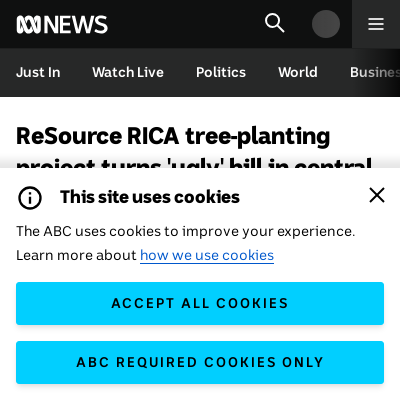 NEWS
Just In Watch Live Politics World Busines
ReSource RICA tree-planting
project turns 'ugly' hill in central
This site uses cookies
The ABC uses cookies to improve your experience.
Learn more about how we use cookies
ACCEPT ALL COOKIES
ABC REQUIRED COOKIES ONLY